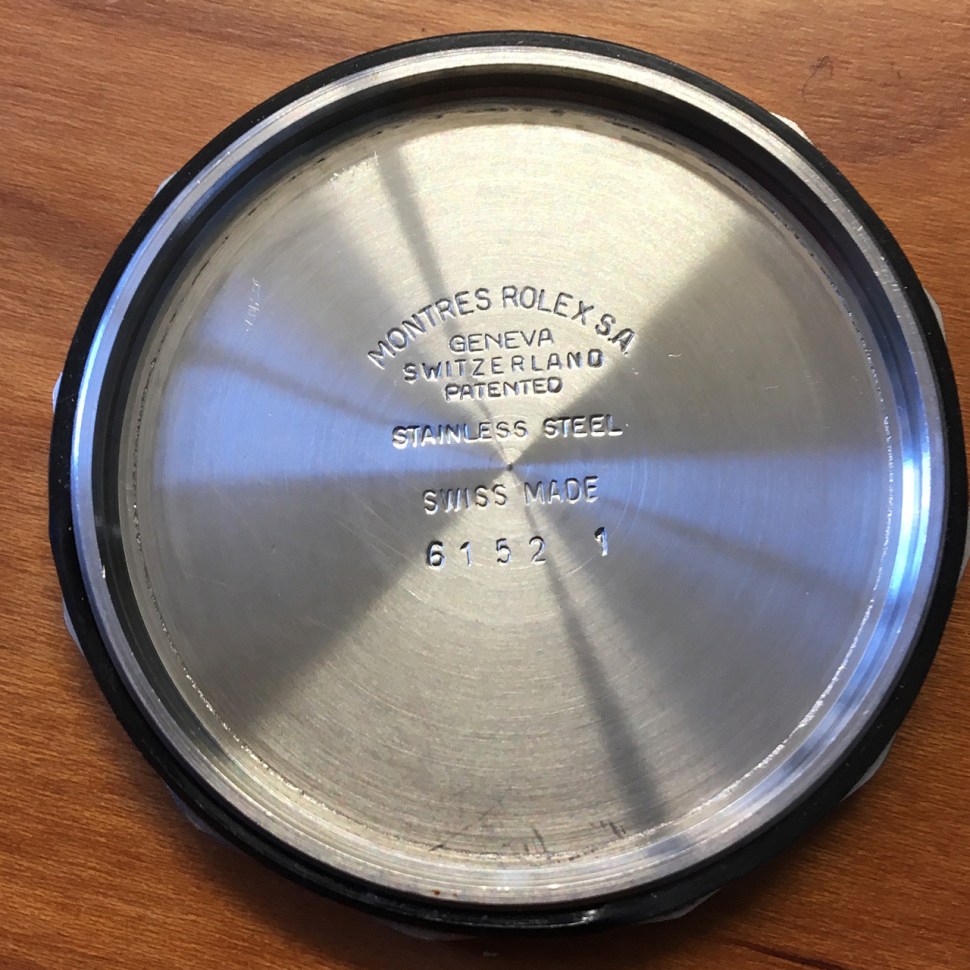 MONTRES ROLEX S.A.
GENEVA
SWITZERLAND
PATENTED
STAINLESS STEEL
SWISS MADE
6152 1